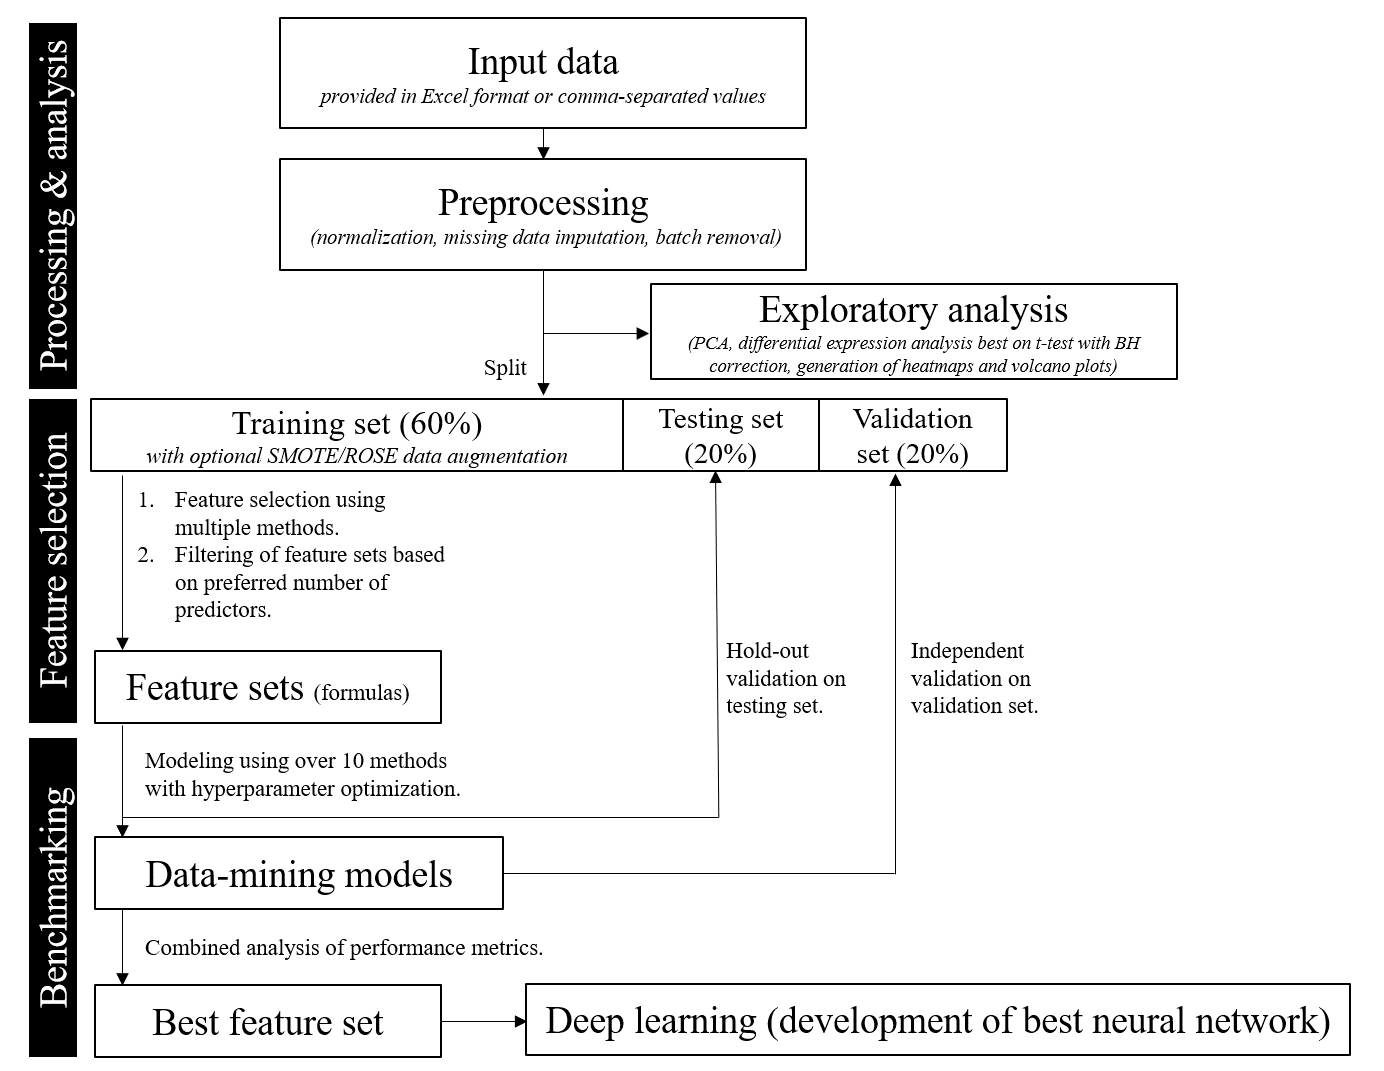 Processing & analysis
Input data
provided in Excel format or comma-separated values
Preprocessing
(normalization, missing data imputation, batch removal)
Exploratory analysis
(PCA, differential expression analysis best on t-test with BH
correction, generation of heatmaps and volcano plots)
Split
Feature selection
Training set (60%)
with optional SMOTE/ROSE data augmentation
Testing set
(20%)
Validation
set (20%)
1. Feature selection using
multiple methods.
2. Filtering of feature sets based
on preferred number of
predictors.
Hold-out
validation on
testing set.
Independent
validation on
validation set.
Feature sets (formulas)
Benchmarking
Modeling using over 10 methods
with hyperparameter optimization.
Data-mining models
Combined analysis of performance metrics.
Best feature set
Deep learning (development of best neural network)